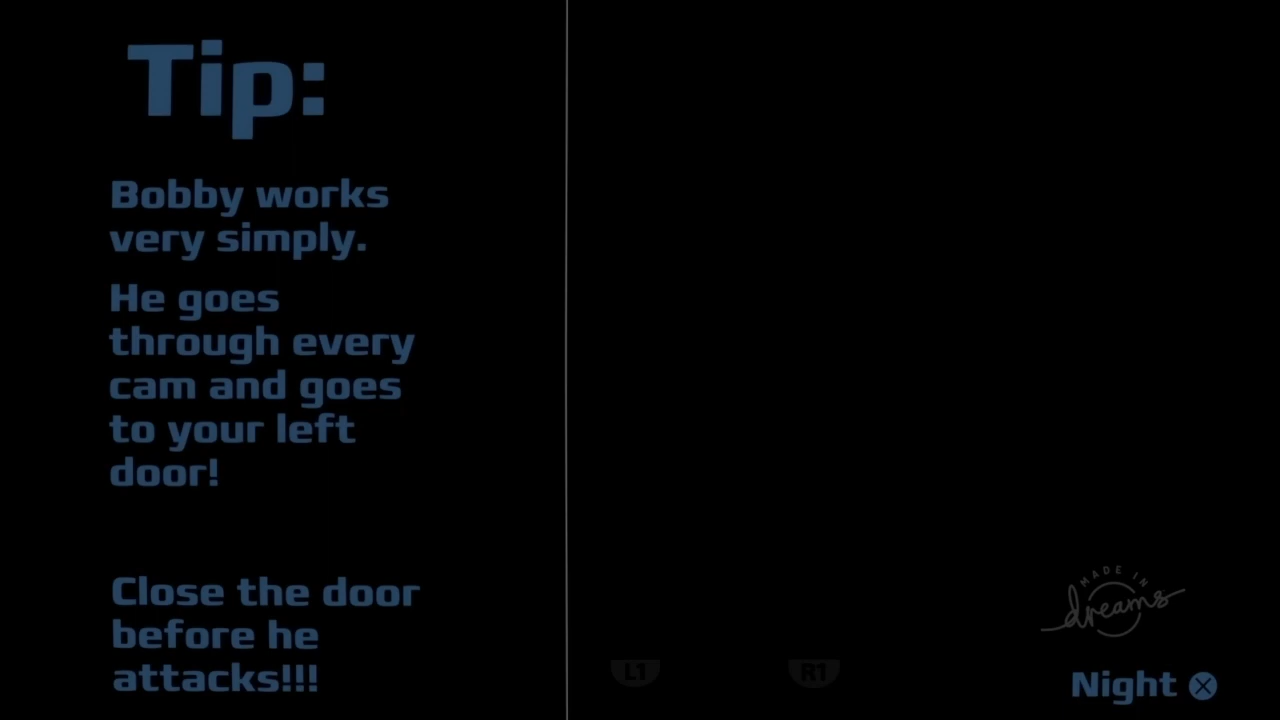 Tip:
Bobby works
very simply.
He goes
through every
cam and goes
to your left
door!
Close the door
before he
attacks!!!
MADE IN
dreams
L1 R1
Night